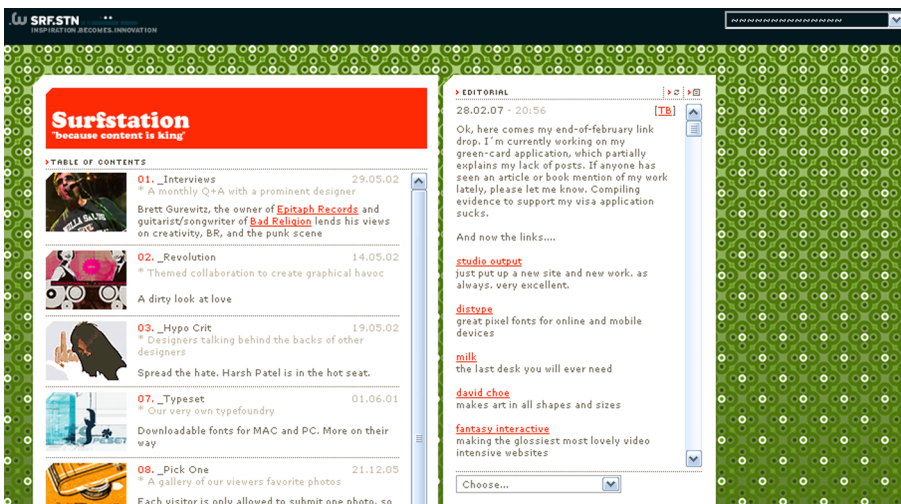 SRF.STN
INSPIRATION.BECOMES.INNOVATION
~~~~~~~~~~~~~~
Surfstation
"because content is king"
TABLE OF CONTENTS
01. _Interviews 29.05.02
* A monthly Q+A with a prominent designer
Brett Gurewitz, the owner of Epitaph Records and
guitarist/songwriter of Bad Religion lends his views
on creativity, BR, and the punk scene
02. _Revolution 14.05.02
* Themed collaboration to create graphical havoc
A dirty look at love
03. _Hypo Crit 19.05.02
* Designers talking behind the backs of other
designers
Spread the hate. Harsh Patel is in the hot seat.
07. _Typeset 01.06.01
* Our very own typefoundry
Downloadable fonts for MAC and PC. More on their
way
08. _Pick One 21.12.05
* A gallery of our viewers favorite photos
Each visitor is only allowed to submit one photo, so
EDITORIAL
28.02.07 - 20:56 [TB]
Ok, here comes my end-of-february link
drop. I´m currently working on my
green-card application, which partially
explains my lack of posts. If anyone has
seen an article or book mention of my work
lately, please let me know. Compiling
evidence to support my visa application
sucks.
And now the links....
studio output
just put up a new site and new work. as
always. very excellent.
distype
great pixel fonts for online and mobile
devices
milk
the last desk you will ever need
david choe
makes art in all shapes and sizes
fantasy interactive
making the glossiest most lovely video
intensive websites
Choose...